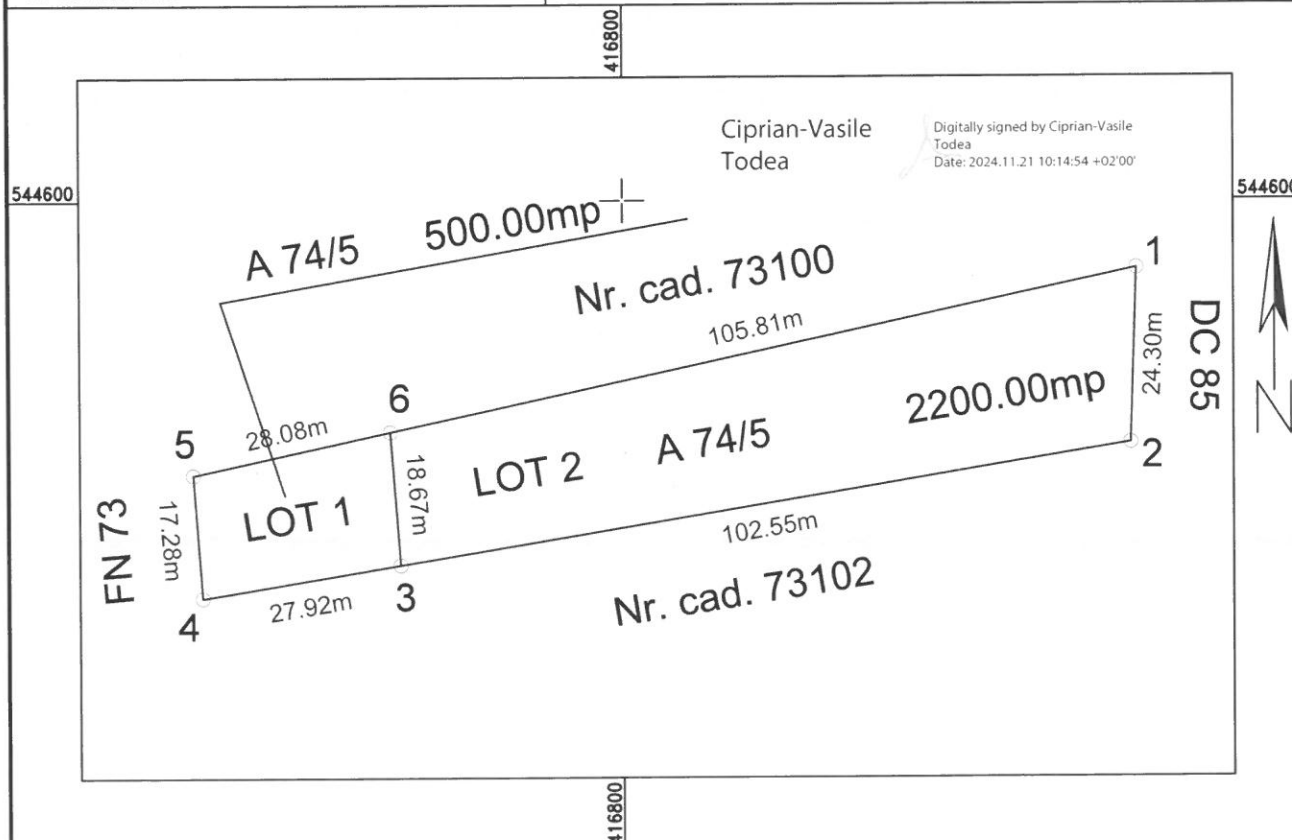 416800
Ciprian-Vasile
Todea
Digitally signed by Ciprian-Vasile
Todea
Date: 2024.11.21 10:14:54 +02'00'
544600
544600
A 74/5 500.00mp
Nr. cad. 73100
1
105.81m
24.30m
DC 85
N
6
28.08m
5
2200.00mp
A 74/5
LOT 2
18.67m
2
LOT 1
FN 73
17.28m
102.55m
27.92m
3
4
Nr. cad. 73102
416800